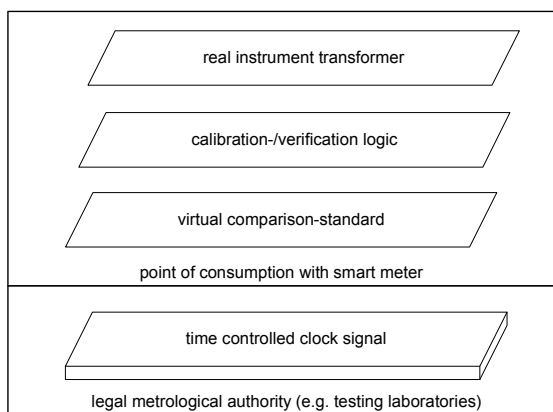 real instrument transformer
calibration-/verification logic
virtual comparison-standard
point of consumption with smart meter
time controlled clock signal
legal metrological authority (e.g. testing laboratories)